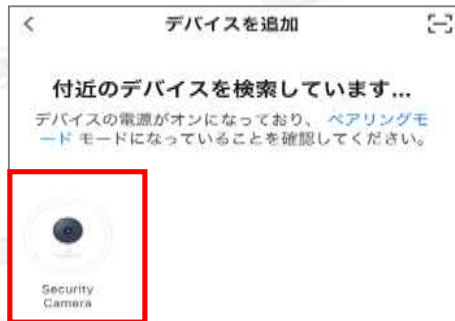 デバイスを追加
付近のデバイスを検索しています...
デバイスの電源がオンになっており、 ペアリングモ
ード モードになっていることを確認してください。
Security
Camera